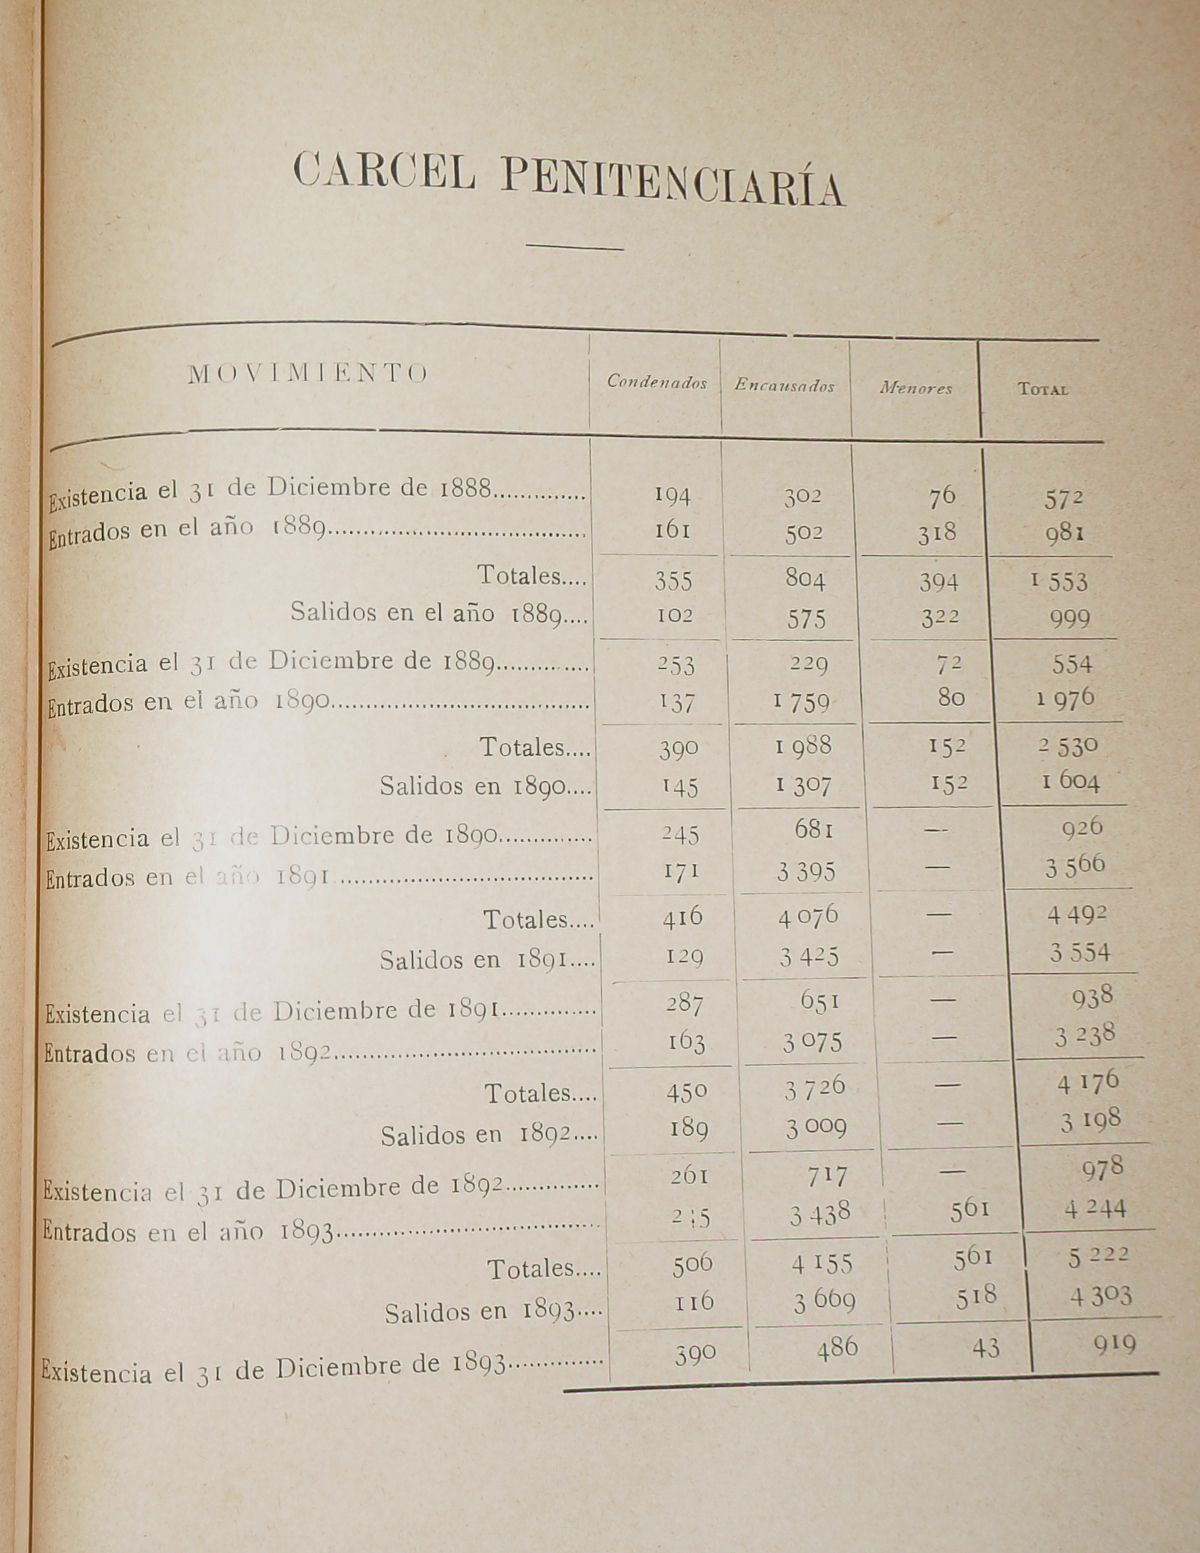 CARCEL PENITENCIARÍA
MOVIMIENTO Condenados Encausados Menores TOTAL
Existencia el 31 de Diciembre de 1888.............. 194 302 76 572
Entrados en el año 1889...................................... 161 502 318 981
Totales.... 355 804 394 1 553
Salidos en el año 1889.... 102 575 322 999
Existencia el 31 de Diciembre de 1889.............. 253 229 72 554
Entrados en el año 1890...................................... 137 1 759 80 1 976
Totales.... 390 1 988 152 2 530
Salidos en 1890.... 145 1 307 152 1 604
Existencia el 31 de Diciembre de 1890.............. 245 681 — 926
Entrados en el año 1891...................................... 171 3 395 — 3 566
Totales.... 416 4 076 — 4 492
Salidos en 1891.... 129 3 425 — 3 554
Existencia el 31 de Diciembre de 1891.............. 287 651 — 938
Entrados en el año 1892...................................... 163 3 075 — 3 238
Totales.... 450 3 726 — 4 176
Salidos en 1892.... 189 3 009 — 3 198
Existencia el 31 de Diciembre de 1892.............. 261 717 — 978
Entrados en el año 1893...................................... 3 438 561 4 244
Totales.... 506 4 155 561 5 222
Salidos en 1893.... 116 3 669 518 4 303
Existencia el 31 de Diciembre de 1893.............. 390 486 43 919